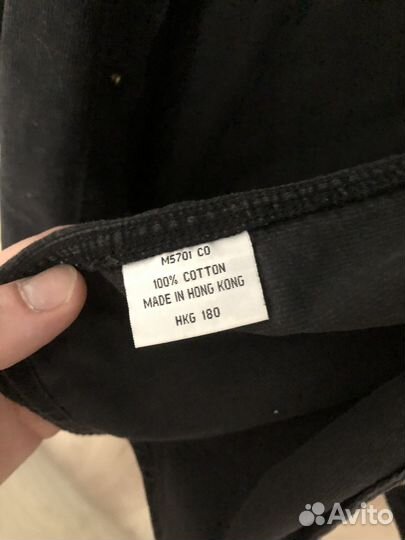 M5701 CO
100% COTTON
MADE IN HONG KONG
HKG 180
Avito